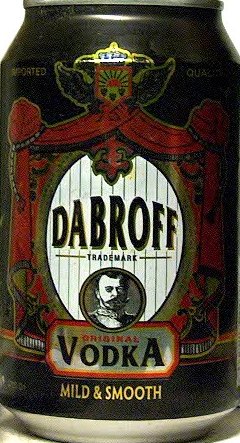 IMPORTED QUALITY
DABROFF
TRADEMARK
ORIGINAL
VODKA
MILD & SMOOTH